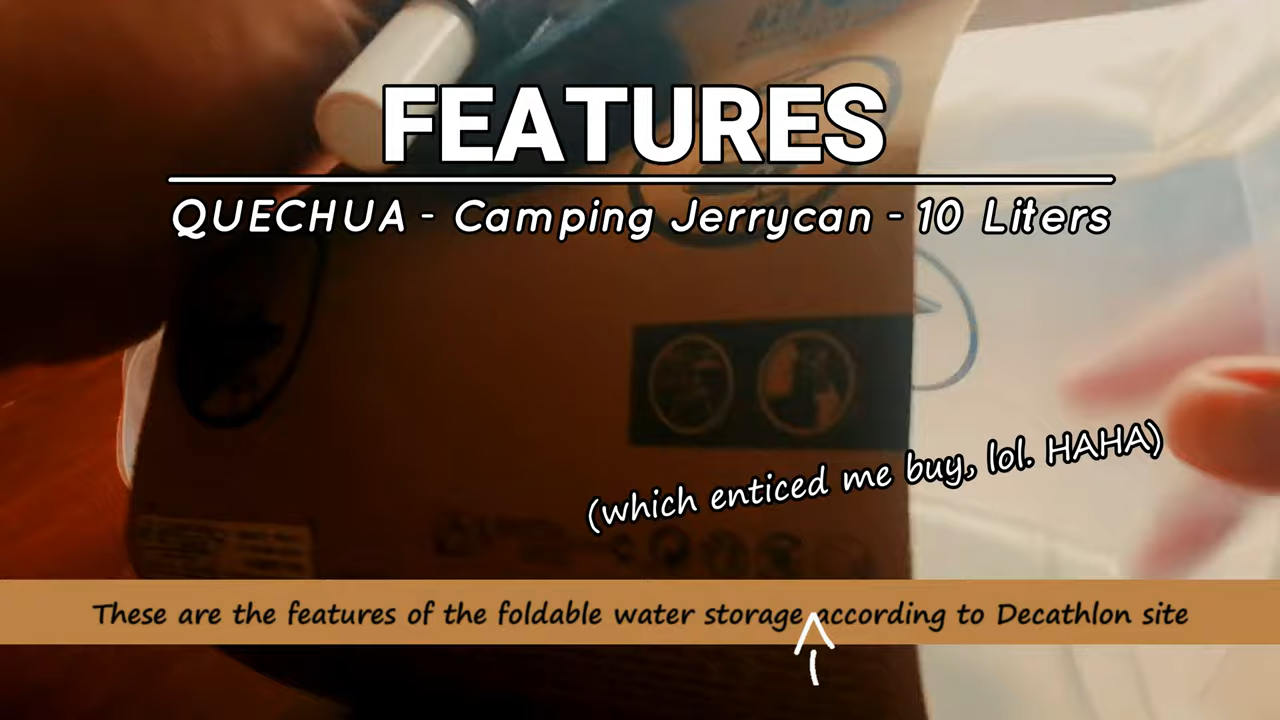 FEATURES
QUECHUA - Camping Jerrycan - 10 Liters
(which enticed me buy, lol. HAHA)
These are the features of the foldable water storage according to Decathlon site